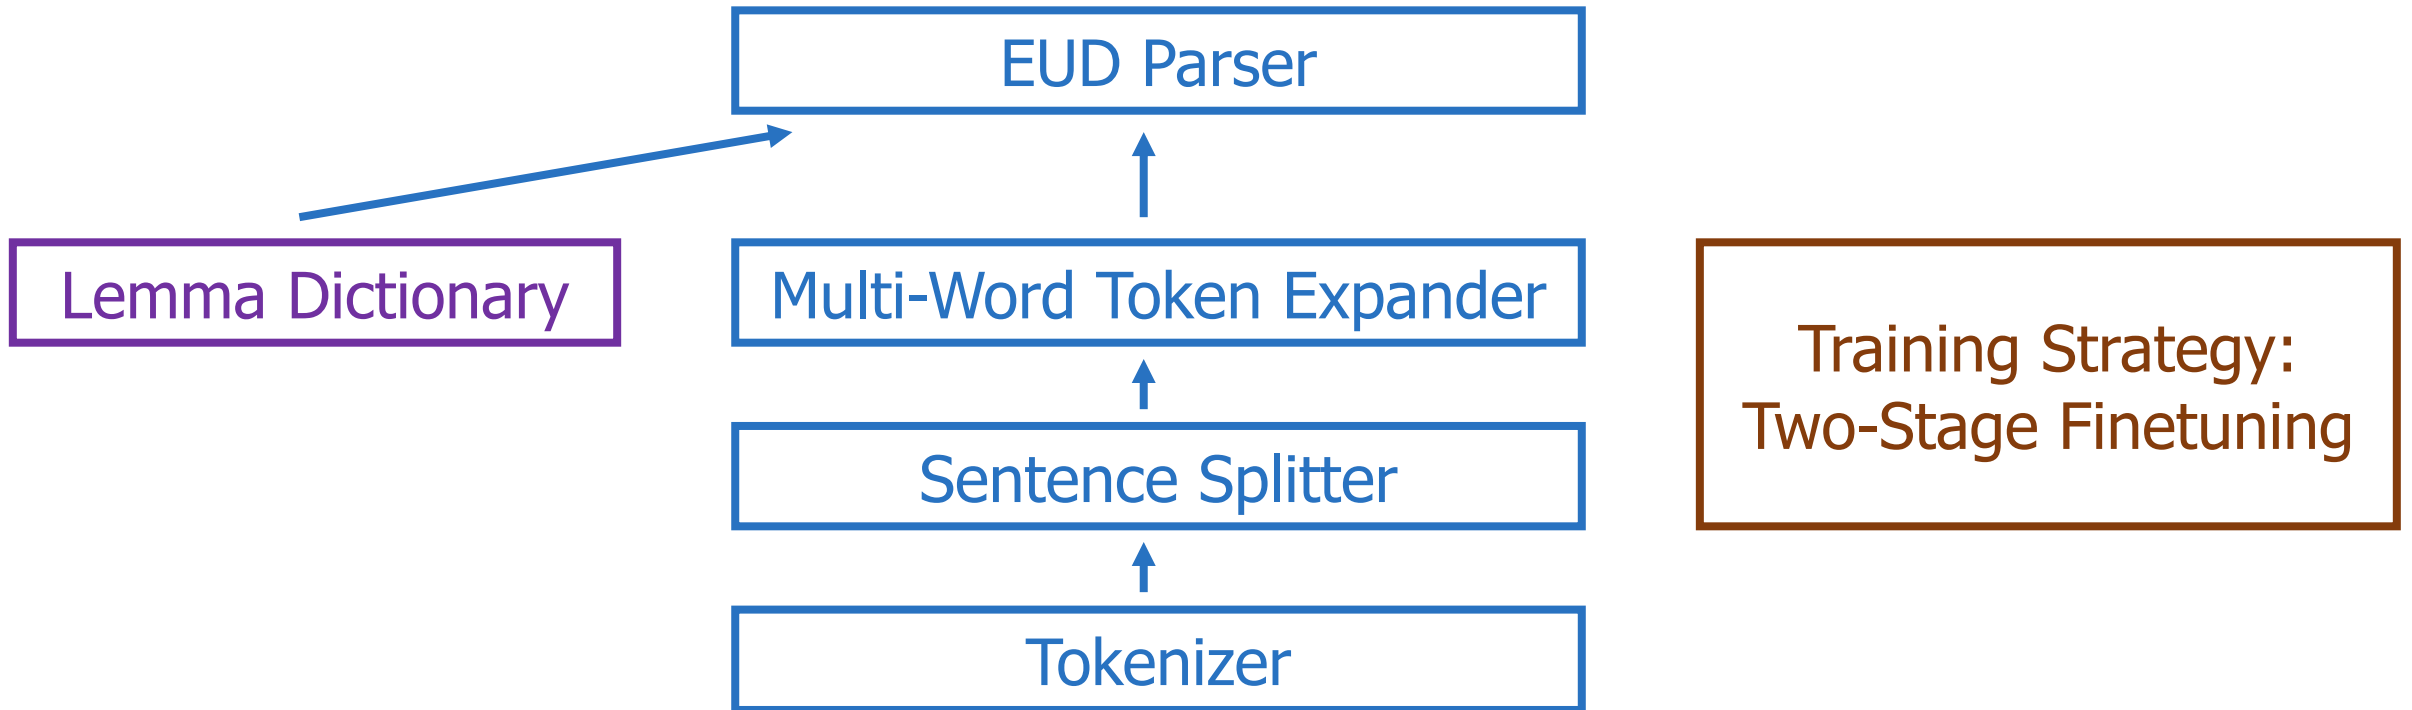 EUD Parser
Lemma Dictionary
Multi-Word Token Expander
Training Strategy:
Two-Stage Finetuning
Sentence Splitter
Tokenizer